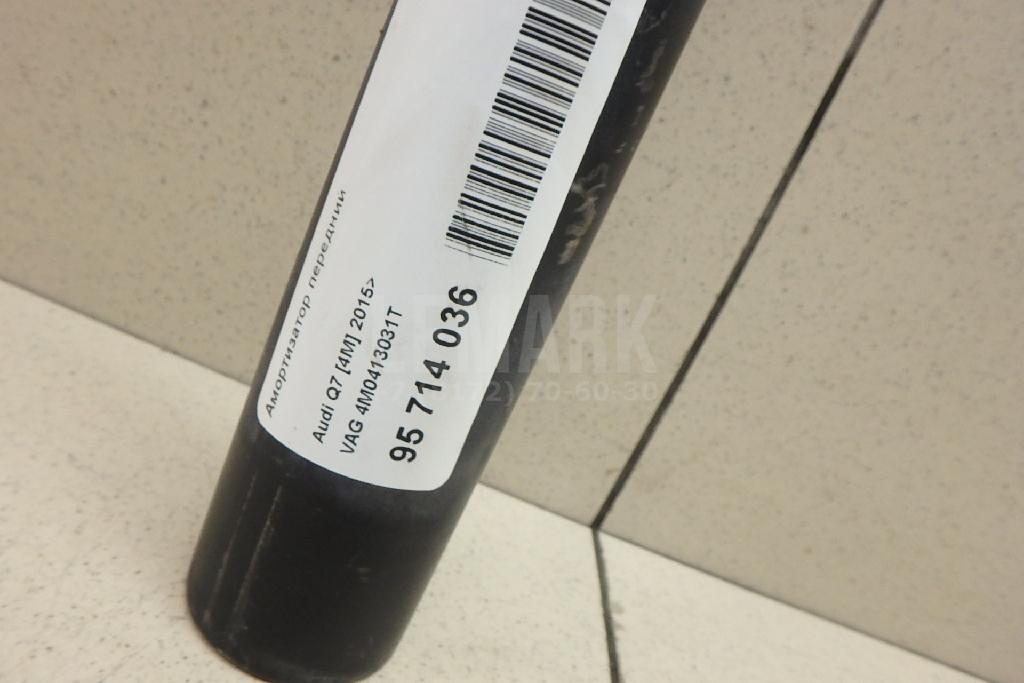 Амортизатор передний
Audi Q7 [4M] 2015>
VAG 4M0413031T
95 714 036